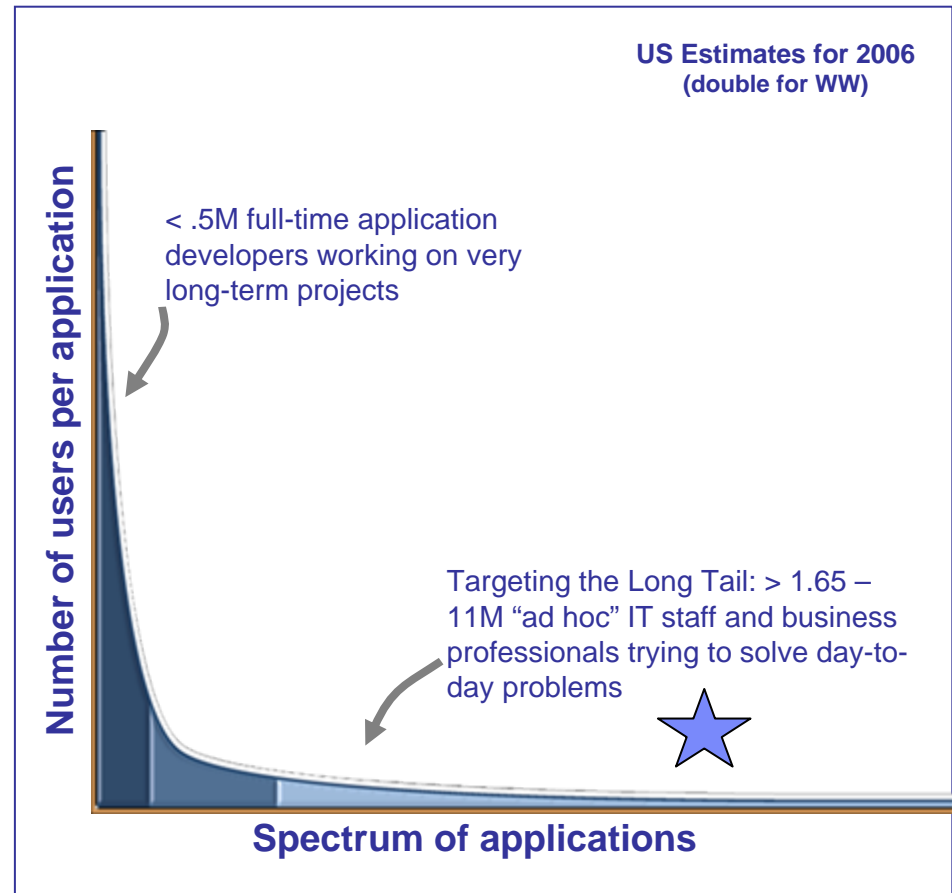 US Estimates for 2006
(double for WW)
Number of users per application
< .5M full-time application
developers working on very
long-term projects
Targeting the Long Tail: > 1.65 –
11M “ad hoc” IT staff and business
professionals trying to solve day-to-
day problems
Spectrum of applications